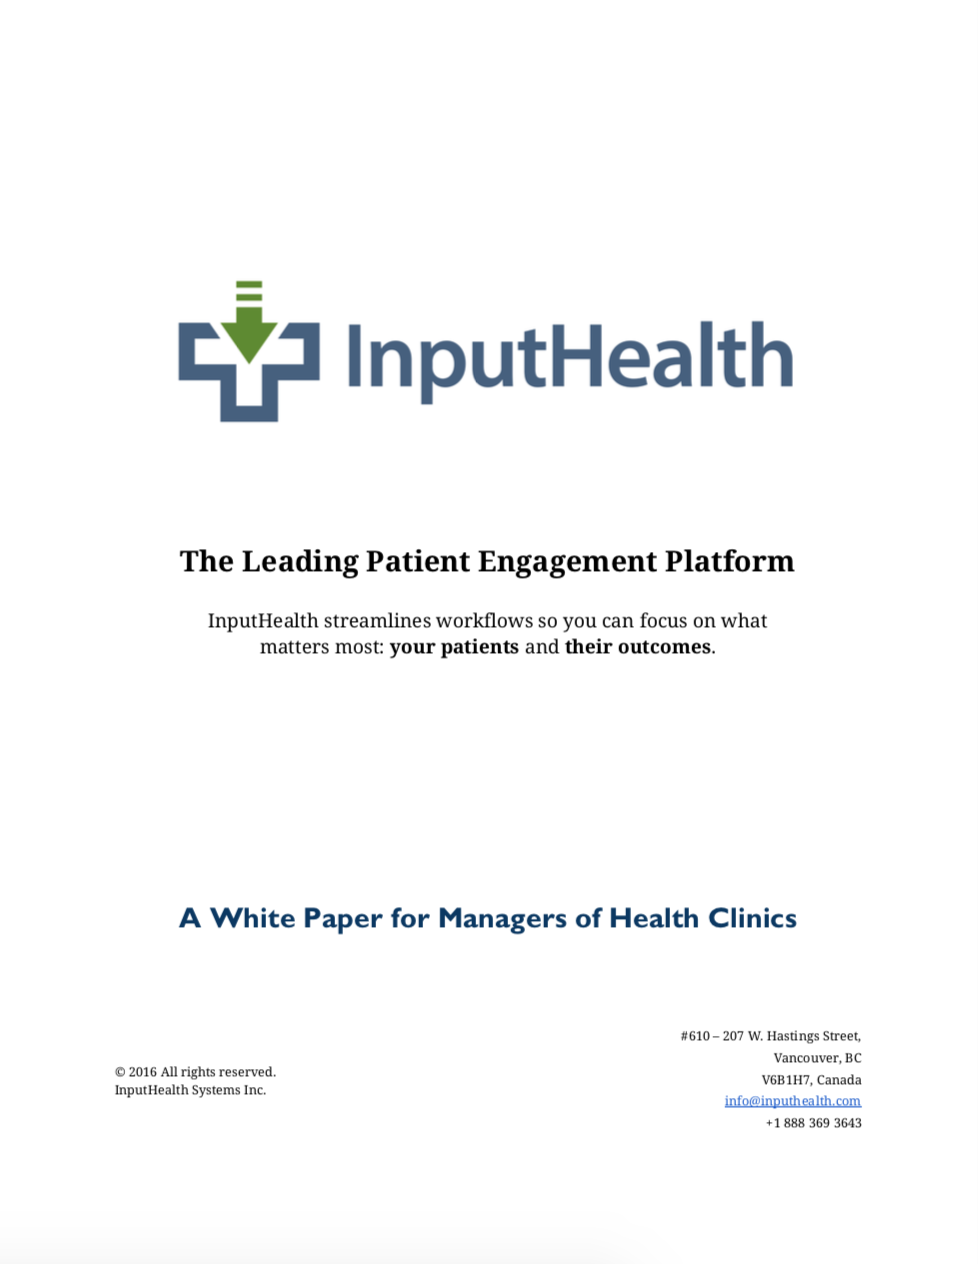 InputHealth
The Leading Patient Engagement Platform
InputHealth streamlines workflows so you can focus on what
matters most: your patients and their outcomes.
A White Paper for Managers of Health Clinics
© 2016 All rights reserved.
InputHealth Systems Inc.
#610 – 207 W. Hastings Street,
Vancouver, BC
V6B1H7, Canada
info@inputhealth.com
+1 888 369 3643